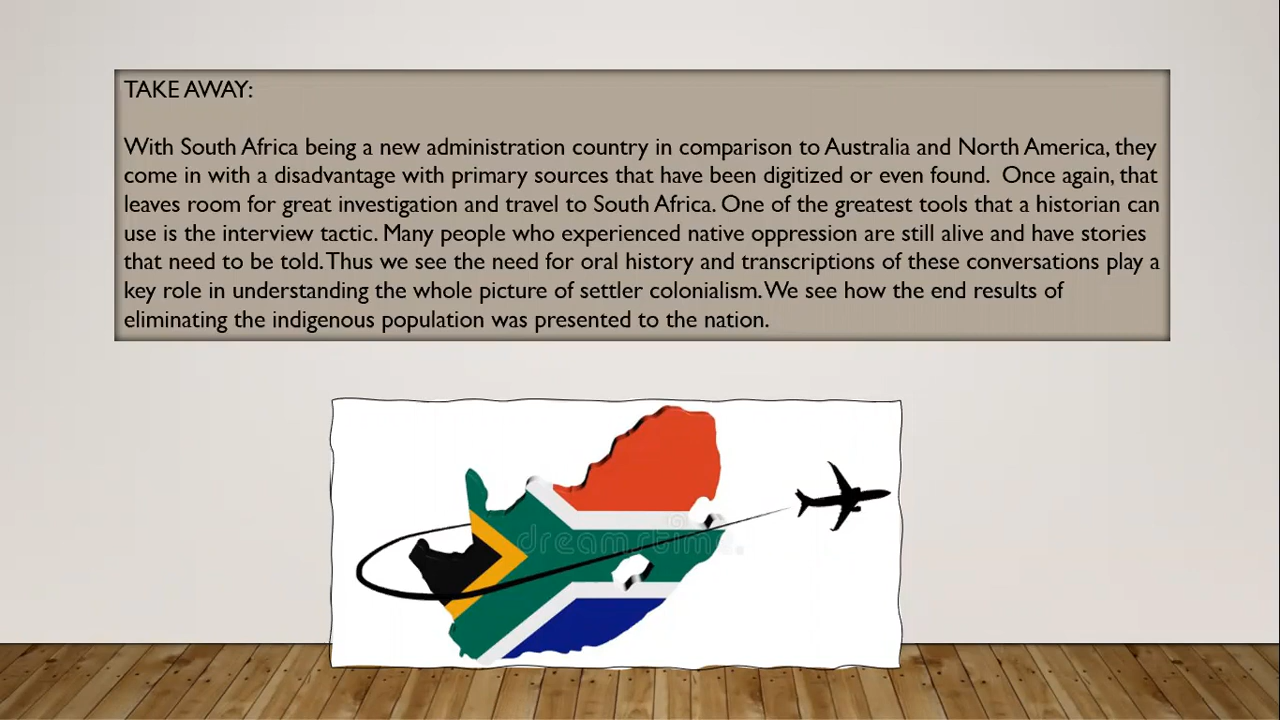 TAKE AWAY:
With South Africa being a new administration country in comparison to Australia and North America, they
come in with a disadvantage with primary sources that have been digitized or even found.  Once again, that
leaves room for great investigation and travel to South Africa. One of the greatest tools that a historian can
use is the interview tactic. Many people who experienced native oppression are still alive and have stories
that need to be told. Thus we see the need for oral history and transcriptions of these conversations play a
key role in understanding the whole picture of settler colonialism. We see how the end results of
eliminating the indigenous population was presented to the nation.
dreamstime.